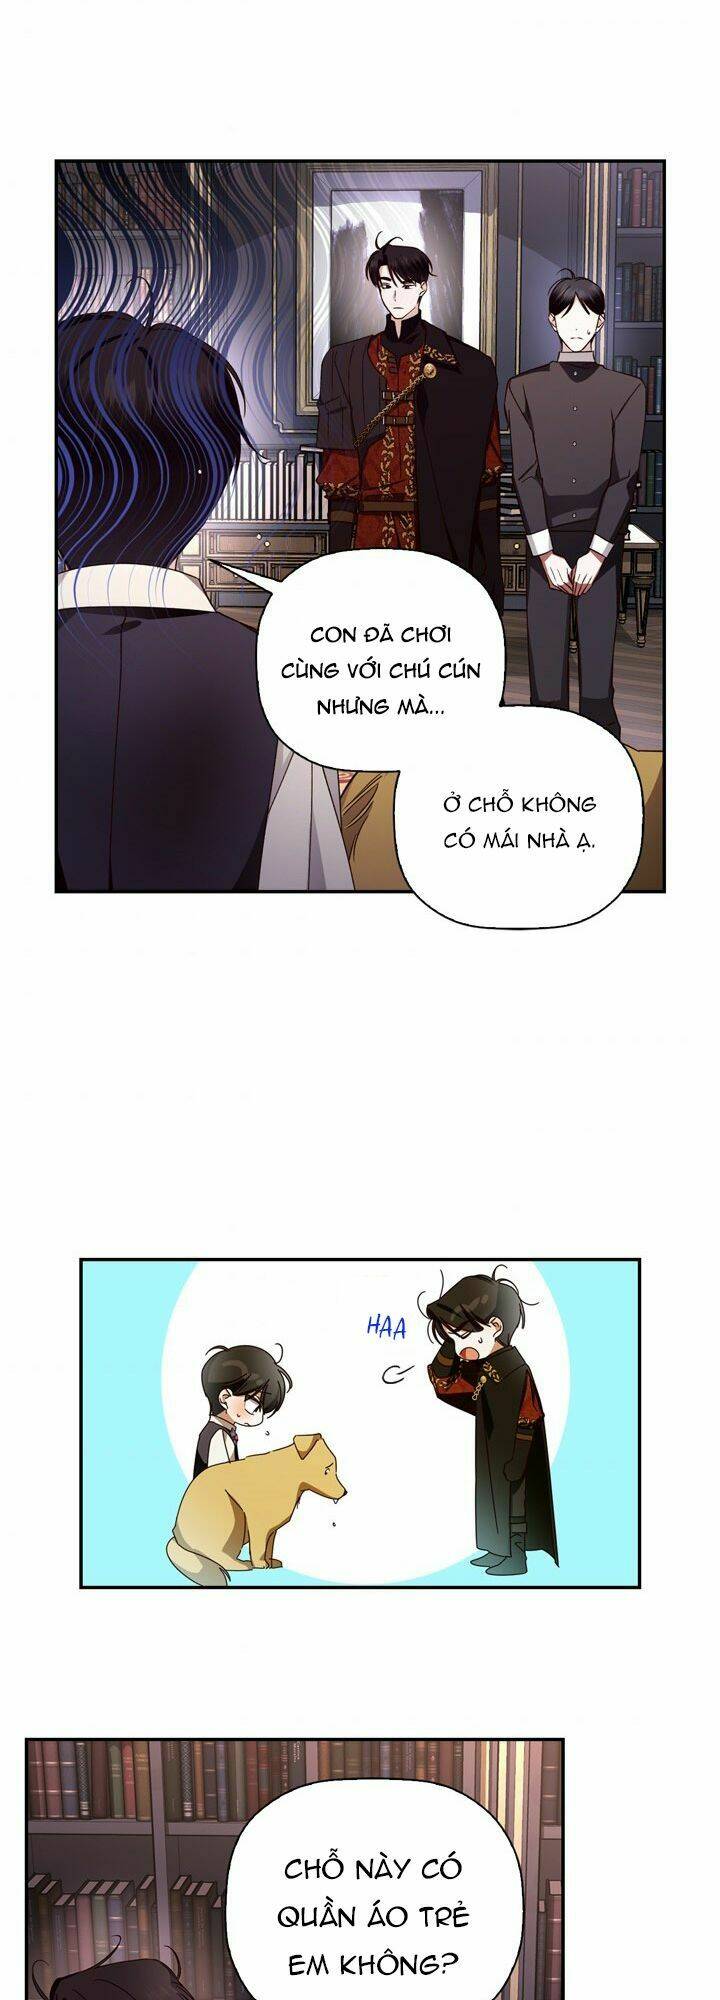 CON ĐÃ CHƠI
CÙNG VỚI CHÚ CÚN
NHƯNG MÀ...
Ở CHỖ KHÔNG
CÓ MÁI NHÀ Ạ.
HAA
CHỖ NÀY CÓ
QUẦN ÁO TRẺ
EM KHÔNG?